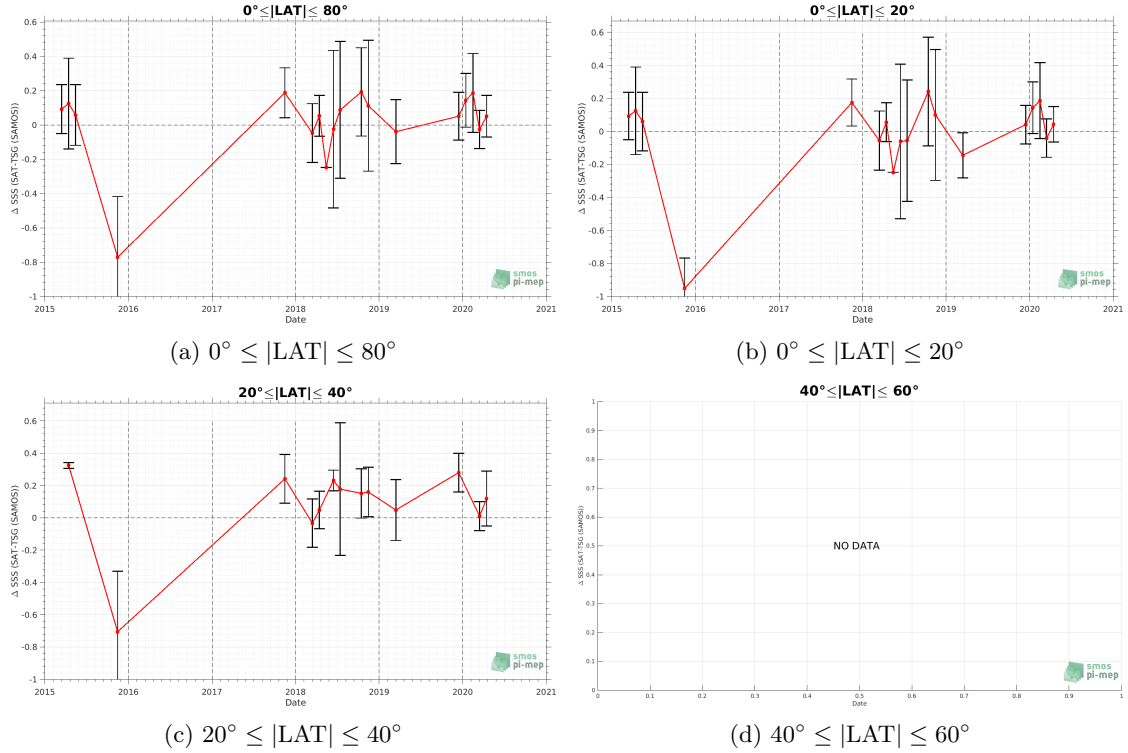 0°≤|LAT|≤ 80°
Δ SSS (SAT-TSG (SAMOS))
0.6
0.4
0.2
0
-0.2
-0.4
-0.6
-0.8
-1
2015 2016 2017 2018 2019 2020 2021
Date
smos
pi-mep
(a) 0° ≤ |LAT| ≤ 80°
0°≤|LAT|≤ 20°
Δ SSS (SAT-TSG (SAMOS))
0.6
0.4
0.2
0
-0.2
-0.4
-0.6
-0.8
-1
2015 2016 2017 2018 2019 2020 2021
Date
smos
pi-mep
(b) 0° ≤ |LAT| ≤ 20°
20°≤|LAT|≤ 40°
Δ SSS (SAT-TSG (SAMOS))
0.6
0.4
0.2
0
-0.2
-0.4
-0.6
-0.8
-1
2015 2016 2017 2018 2019 2020 2021
Date
smos
pi-mep
(c) 20° ≤ |LAT| ≤ 40°
40°≤|LAT|≤ 60°
Δ SSS (SAT-TSG (SAMOS))
1
0.9
0.8
0.7
0.6
0.5
0.4
0.3
0.2
0.1
0
NO DATA
0 0.1 0.2 0.3 0.4 0.5 0.6 0.7 0.8 0.9 1
Date
smos
pi-mep
(d) 40° ≤ |LAT| ≤ 60°